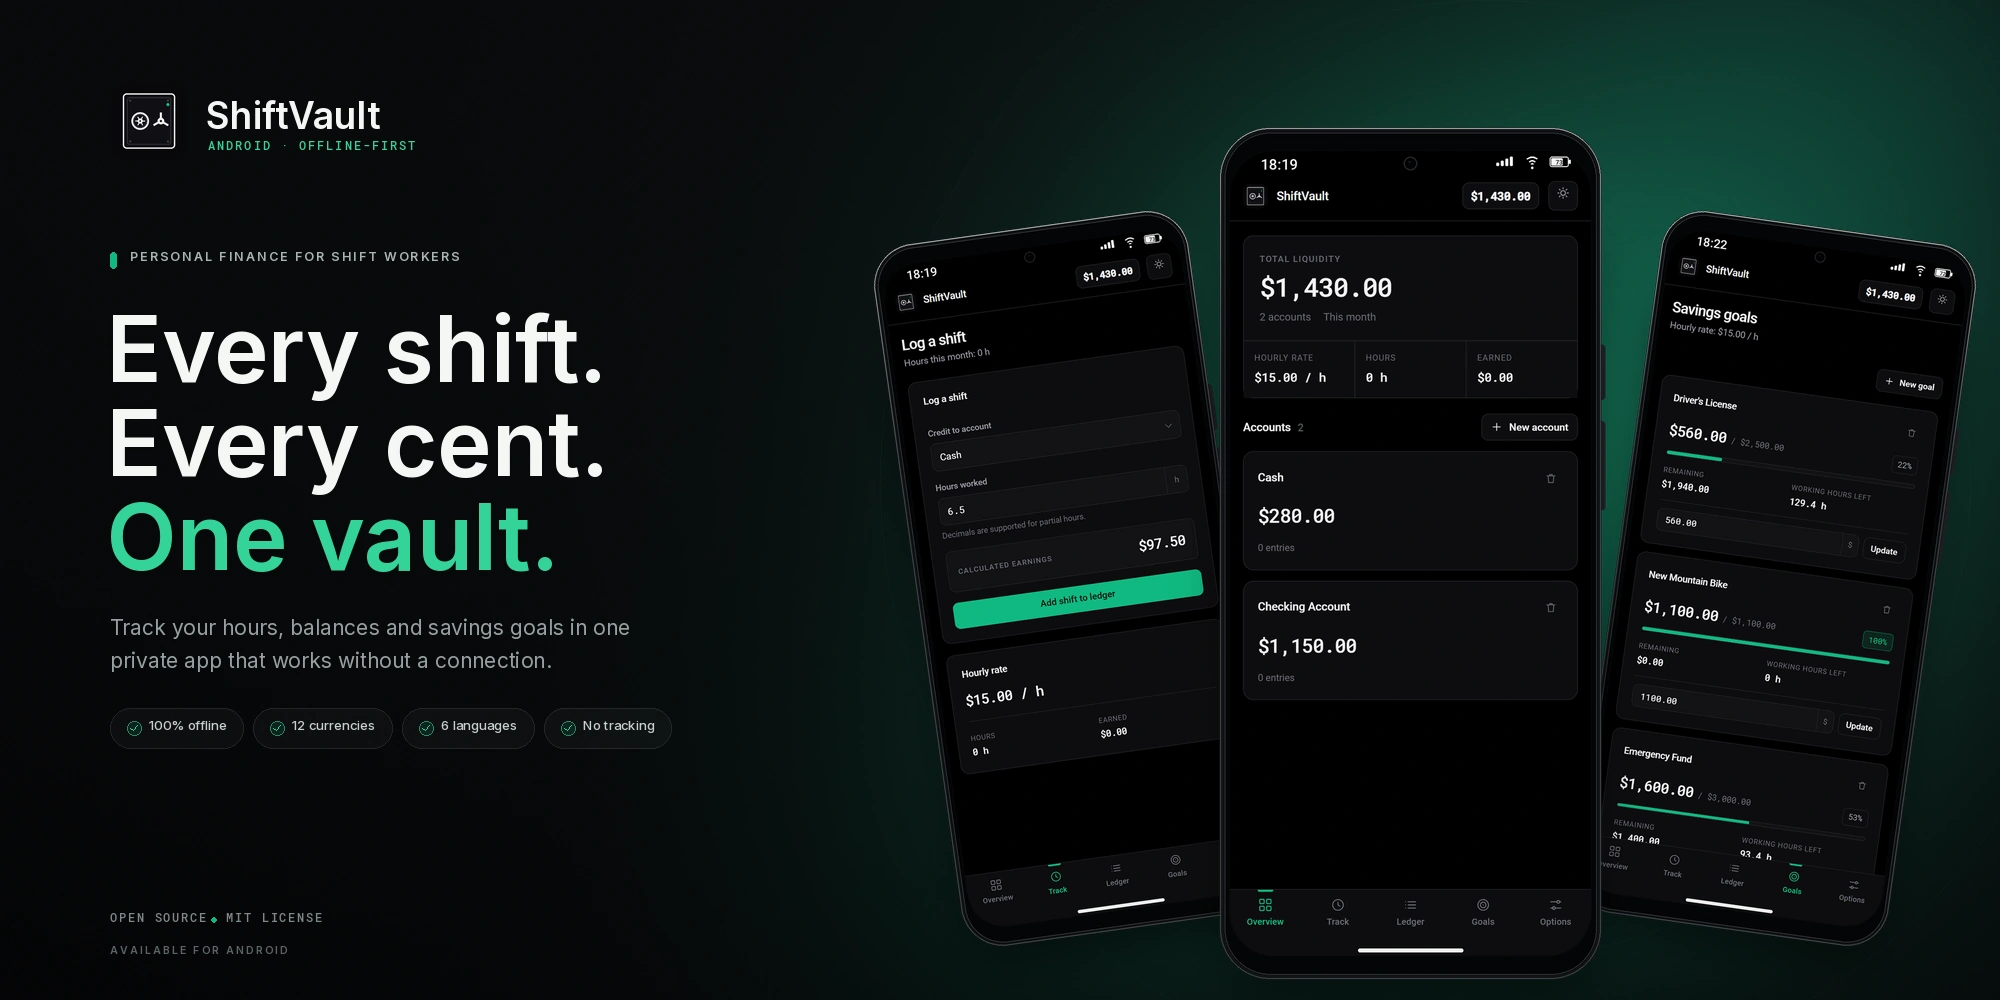 ShiftVault
ANDROID · OFFLINE-FIRST
PERSONAL FINANCE FOR SHIFT WORKERS
Every shift.
Every cent.
One vault.
Track your hours, balances and savings goals in one
private app that works without a connection.
100% offline
12 currencies
6 languages
No tracking
OPEN SOURCE◆ MIT LICENSE
AVAILABLE FOR ANDROID
18:19
ShiftVault
$1,430.00
Log a shift
Hours this month: 0 h
Log a shift
Credit to account
Cash
Hours worked
6.5
h
Decimals are supported for partial hours.
CALCULATED EARNINGS
$97.50
Add shift to ledger
Hourly rate
$15.00 / h
HOURS
EARNED
0 h
$0.00
Overview
Track
Ledger
Goals
18:19
ShiftVault
$1,430.00
TOTAL LIQUIDITY
$1,430.00
2 accounts This month
HOURLY RATE
HOURS
EARNED
$15.00 / h
0 h
$0.00
Accounts 2
+ New account
Cash
$280.00
0 entries
Checking Account
$1,150.00
0 entries
Overview
Track
Ledger
Goals
Options
18:22
ShiftVault
$1,430.00
Savings goals
Hourly rate: $15.00 / h
+ New goal
Driver's License
$560.00 / $2,500.00
22%
REMAINING
WORKING HOURS LEFT
$1,940.00
129.4 h
560.00
$
Update
New Mountain Bike
$1,100.00 / $1,100.00
100%
REMAINING
WORKING HOURS LEFT
$0.00
0 h
1100.00
$
Update
Emergency Fund
$1,600.00 / $3,000.00
53%
REMAINING
WORKING HOURS LEFT
$1,400.00
93.4 h
Overview
Track
Ledger
Goals
Options